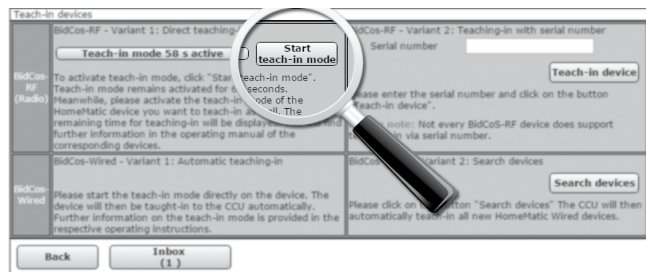 Teach-in devices
BidCos-RF - Variant 1: Direct teaching-
Teach-in mode 58 s active
Start
teach-in mode
BidCos-
RF
(Radio)
To activate teach-in mode, click "Start teach-in mode".
Teach-in mode remains activated for 60 seconds.
Meanwhile, please activate the teach-in mode of the
HomeMatic device you want to teach-in as well. The
remaining time for teaching-in will be displayed. find
further information in the operating manual of the
corresponding devices.
BidCos-RF - Variant 2: Teaching-in with serial number
Serial number
Teach-in device
Please enter the serial number and click on the button
"Teach-in device".
note: Not every BidCoS-RF device does support
via serial number.
BidCos-
Wired
BidCos-Wired - Variant 1: Automatic teaching-in
Please start the teach-in mode directly on the device. The
device will then be taught-in to the CCU automatically.
Further information on the teach-in mode is provided in the
respective operating instructions.
Variant 2: Search devices
Search devices
Please click on button "Search devices" The CCU will then
automatically teach-in all new HomeMatic Wired devices.
Back
Inbox
(1 )